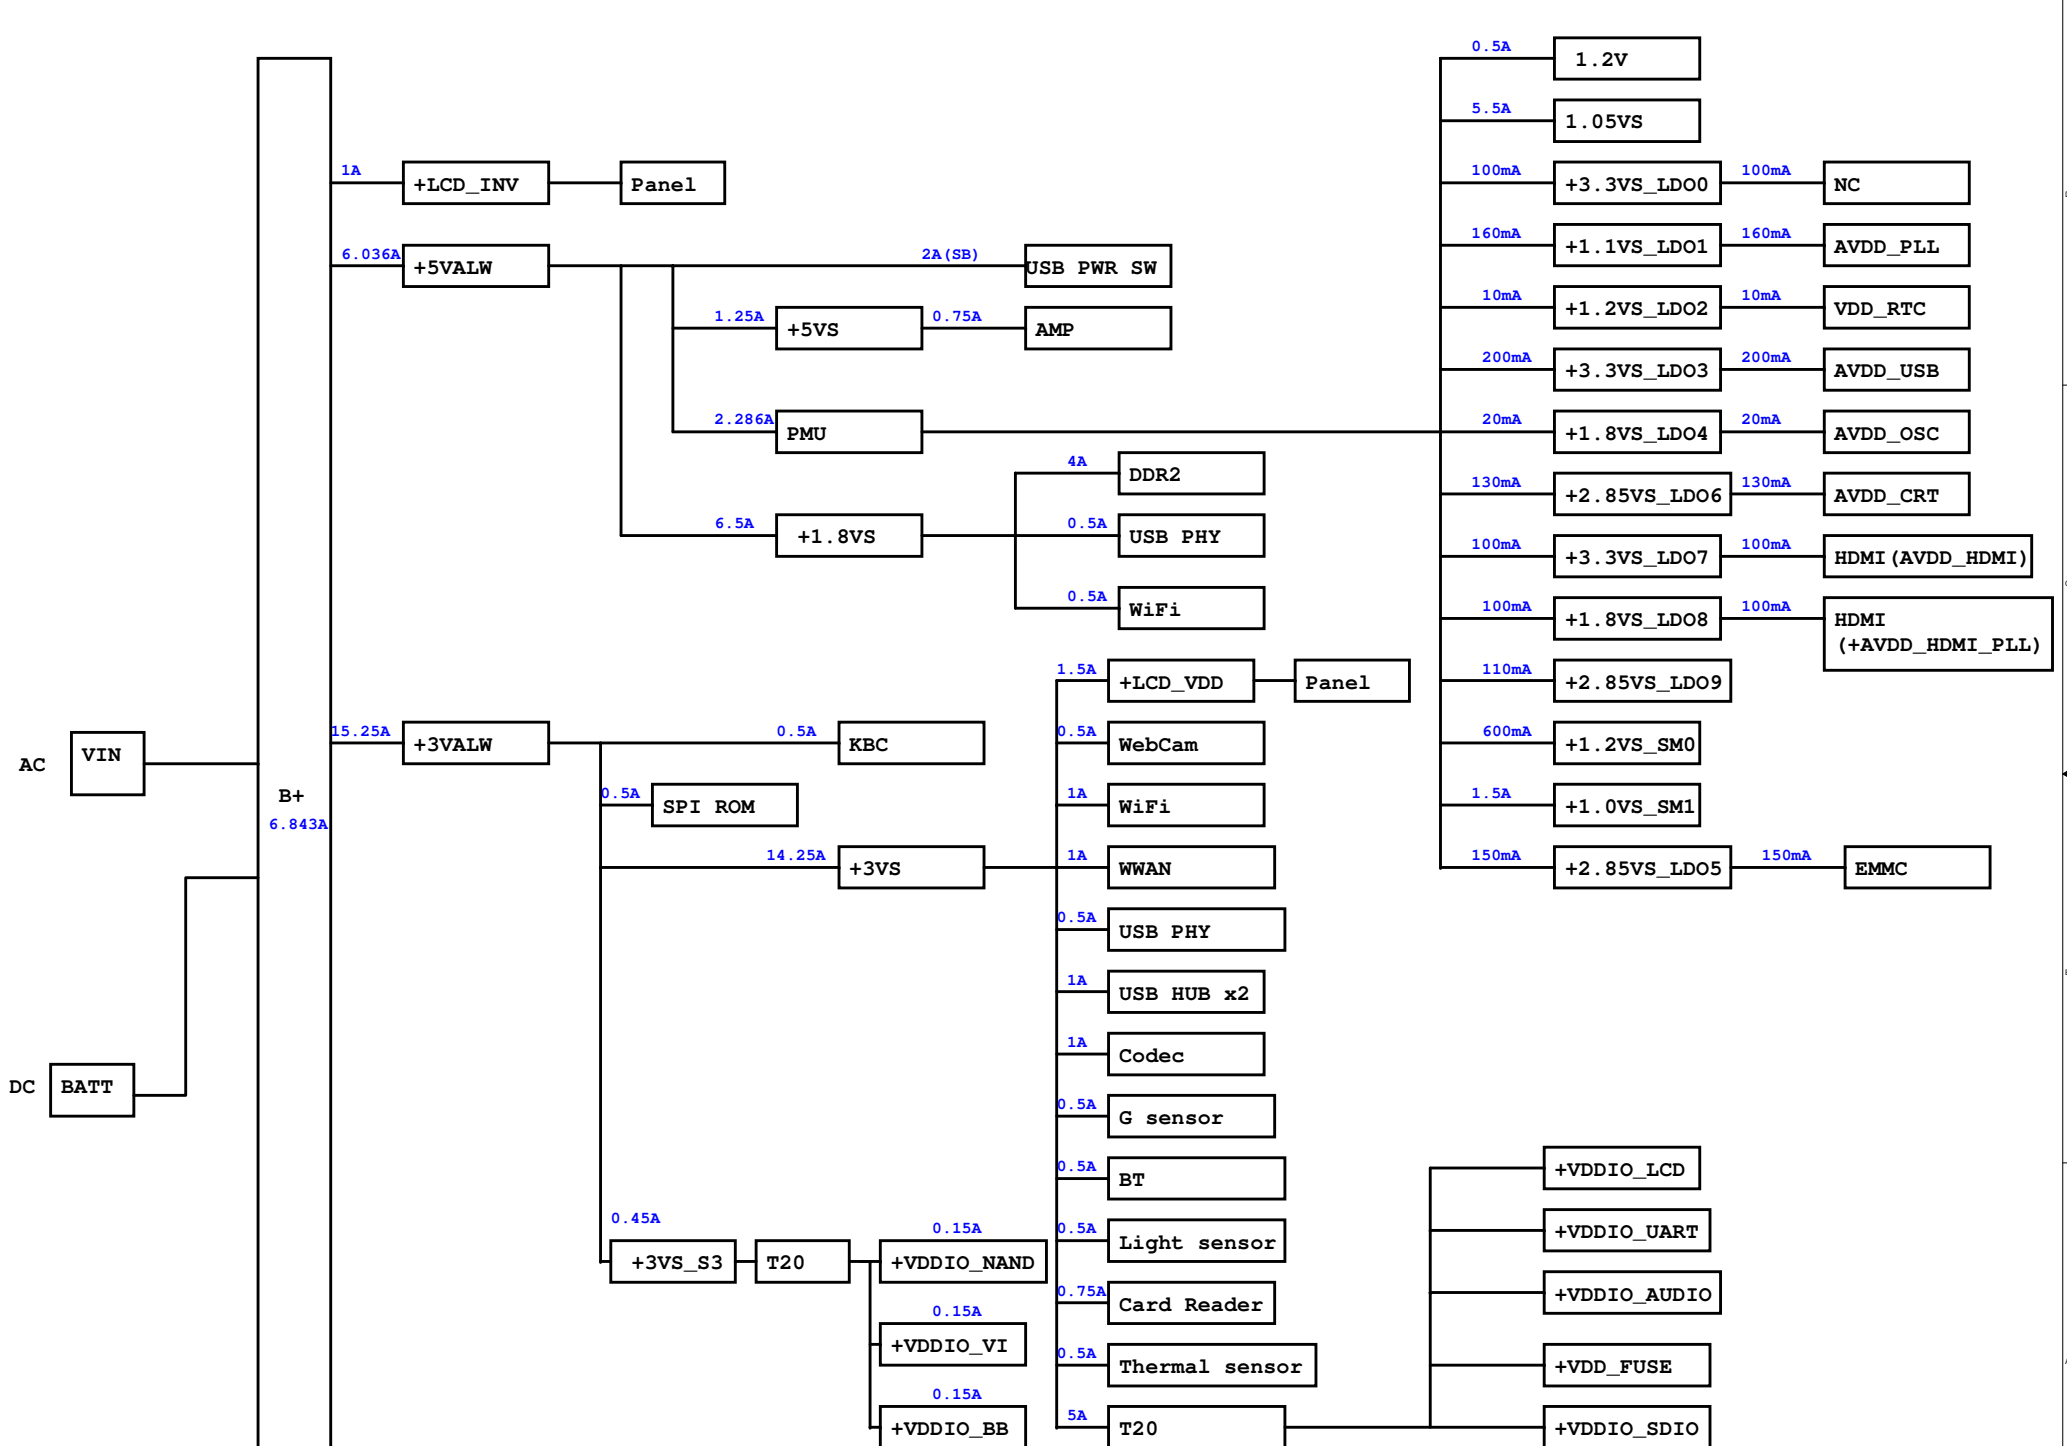 0.5A
1.2V
5.5A
1.05VS
1A
+LCD_INV
Panel
100mA
+3.3VS_LDO0
100mA
NC
6.036A
+5VALW
2A(SB)
USB PWR SW
160mA
+1.1VS_LDO1
160mA
AVDD_PLL
1.25A
+5VS
0.75A
AMP
10mA
+1.2VS_LDO2
10mA
VDD_RTC
200mA
+3.3VS_LDO3
200mA
AVDD_USB
2.286A
PMU
20mA
+1.8VS_LDO4
20mA
AVDD_OSC
4A
DDR2
130mA
+2.85VS_LDO6
130mA
AVDD_CRT
6.5A
+1.8VS
0.5A
USB PHY
100mA
+3.3VS_LDO7
100mA
HDMI(AVDD_HDMI)
0.5A
WiFi
100mA
+1.8VS_LDO8
100mA
HDMI
(+AVDD_HDMI_PLL)
1.5A
+LCD_VDD
Panel
110mA
+2.85VS_LDO9
15.25A
+3VALW
0.5A
KBC
0.5A
WebCam
600mA
+1.2VS_SM0
AC
VIN
B+
6.843A
0.5A
SPI ROM
1A
WiFi
1.5A
+1.0VS_SM1
14.25A
+3VS
1A
WWAN
150mA
+2.85VS_LDO5
150mA
EMMC
0.5A
USB PHY
1A
USB HUB x2
1A
Codec
DC
BATT
0.5A
G sensor
0.5A
BT
+VDDIO_LCD
0.45A
+3VS_S3
T20
0.15A
+VDDIO_NAND
0.5A
Light sensor
+VDDIO_UART
0.75A
Card Reader
+VDDIO_AUDIO
0.15A
+VDDIO_VI
0.5A
Thermal sensor
+VDD_FUSE
0.15A
+VDDIO_BB
5A
T20
+VDDIO_SDIO